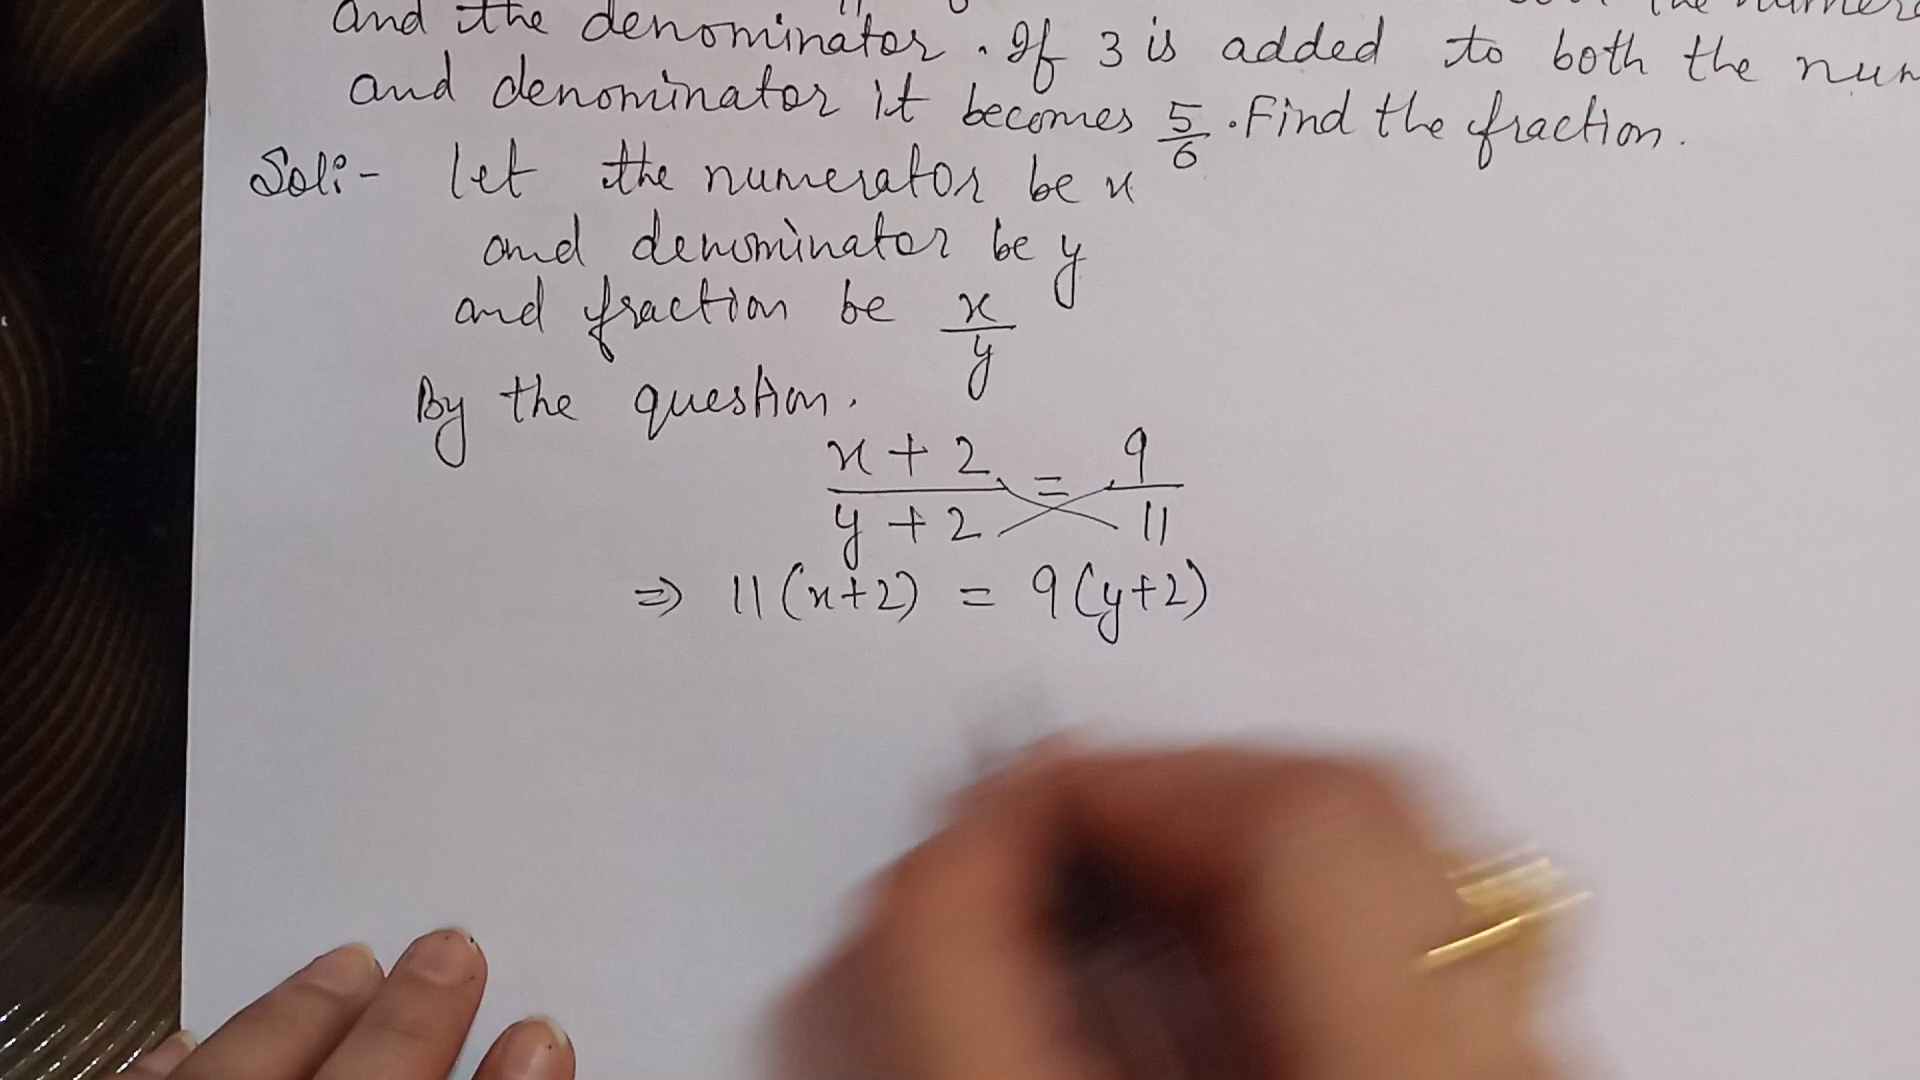 and the denominator. If 3 is added to both the
and denominator it becomes 5/6. Find the fraction.
Sol:- let the numerator be x
and denominator be y
and fraction be x/y
By the question.
x + 2 / y + 2 = 9 / 11
⇒ 11(x+2) = 9(y+2)